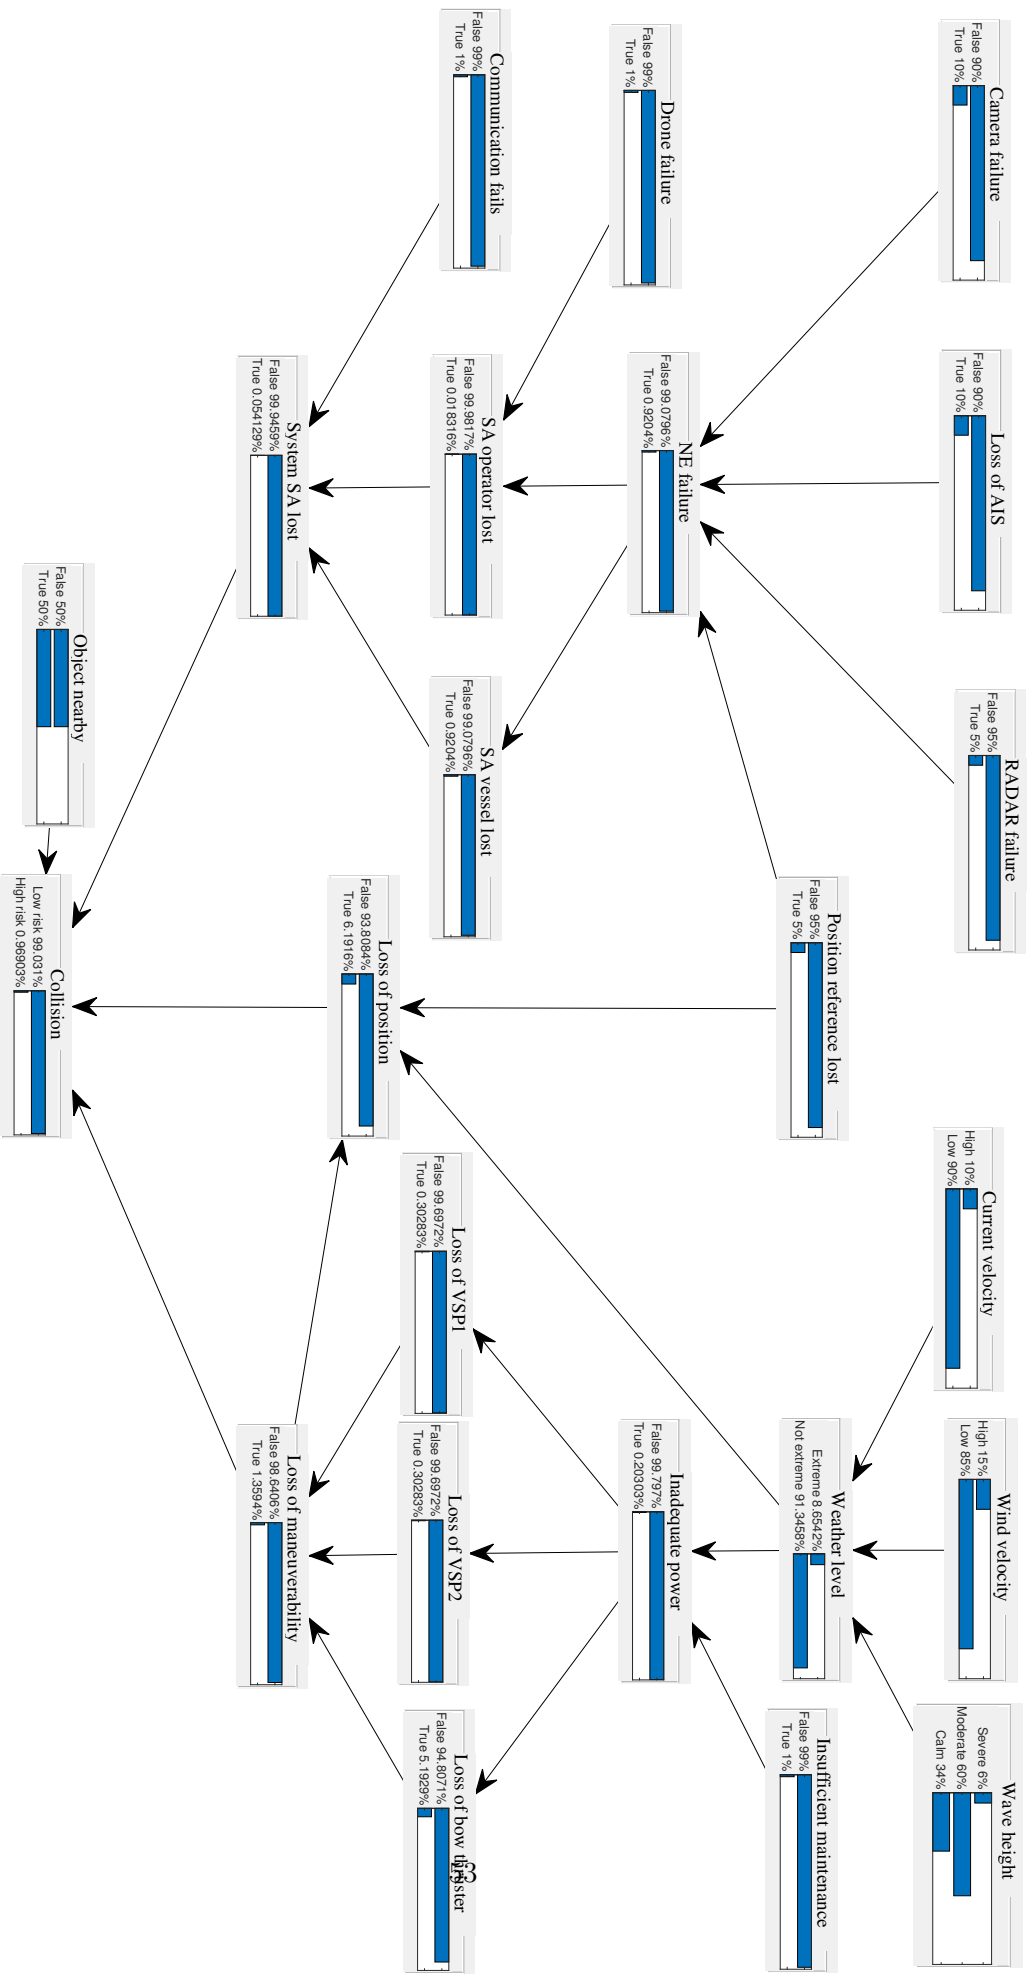 Camera failure
False 90%
True 10%
Loss of AIS
False 90%
True 10%
RADAR failure
False 95%
True 5%
Current velocity
High 10%
Low 90%
Wind velocity
High 15%
Low 85%
Wave height
Severe 6%
Moderate 60%
Calm 34%
Position reference lost
False 95%
True 5%
Weather level
Extreme 8.6542%
Not extreme 91.3458%
Insufficient maintenance
False 99%
True 1%
Drone failure
False 99%
True 1%
NE failure
False 99.0796%
True 0.9204%
Inadequate power
False 99.797%
True 0.20303%
Communication fails
False 99%
True 1%
SA operator lost
False 99.9817%
True 0.018316%
SA vessel lost
False 99.0796%
True 0.9204%
Loss of VSP1
False 99.6972%
True 0.30283%
Loss of VSP2
False 99.6972%
True 0.30283%
Loss of bow thruster
False 94.8071%
True 5.1929%
53
Loss of position
False 93.8084%
True 6.1916%
System SA lost
False 99.9459%
True 0.054129%
Loss of maneuverability
False 98.6406%
True 1.3594%
Object nearby
False 50%
True 50%
Collision
Low risk 99.031%
High risk 0.96903%